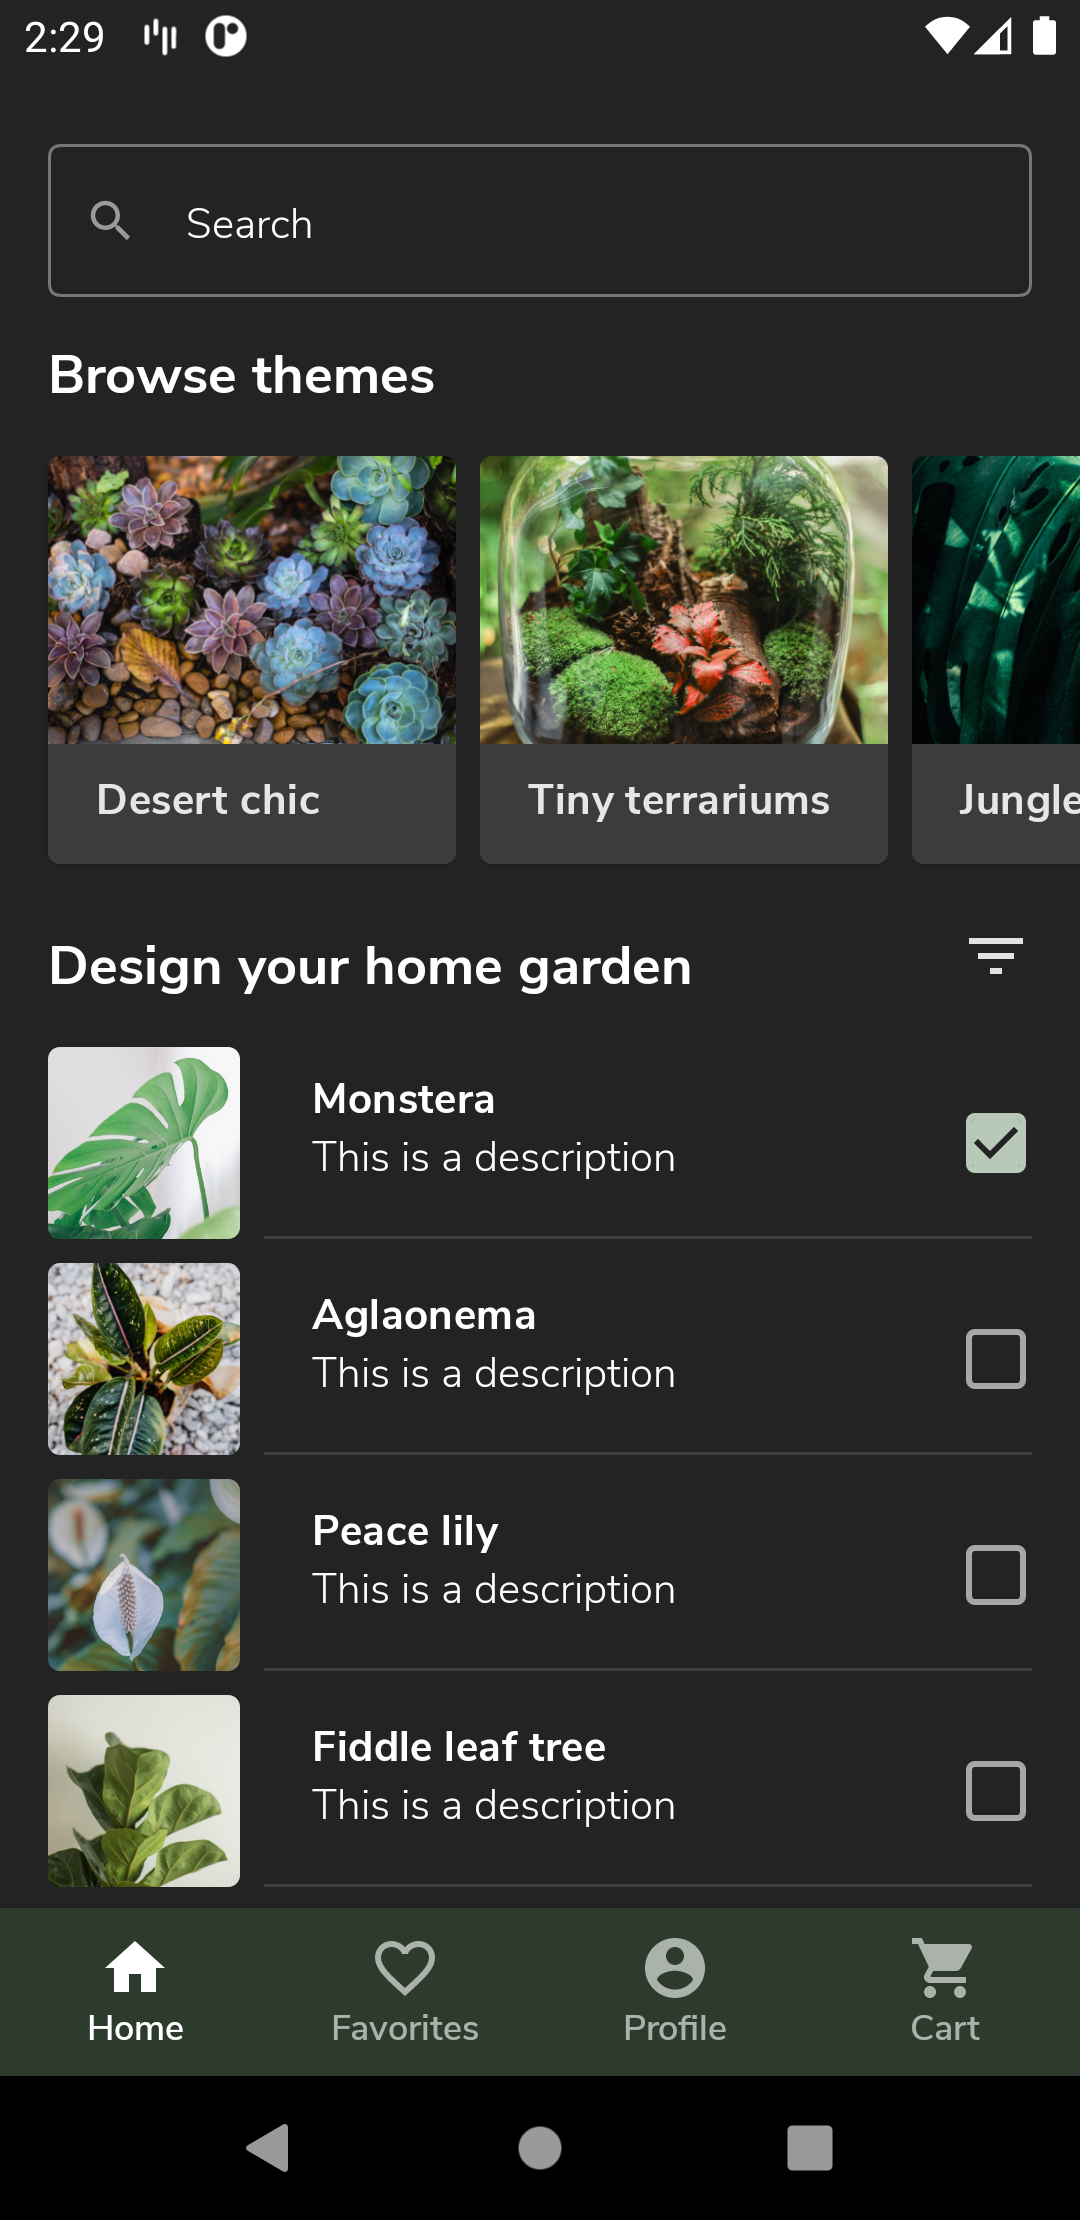 2:29
Search
Browse themes
Desert chic
Tiny terrariums
Jungle
Design your home garden
Monstera
This is a description
Aglaonema
This is a description
Peace lily
This is a description
Fiddle leaf tree
This is a description
Home
Favorites
Profile
Cart